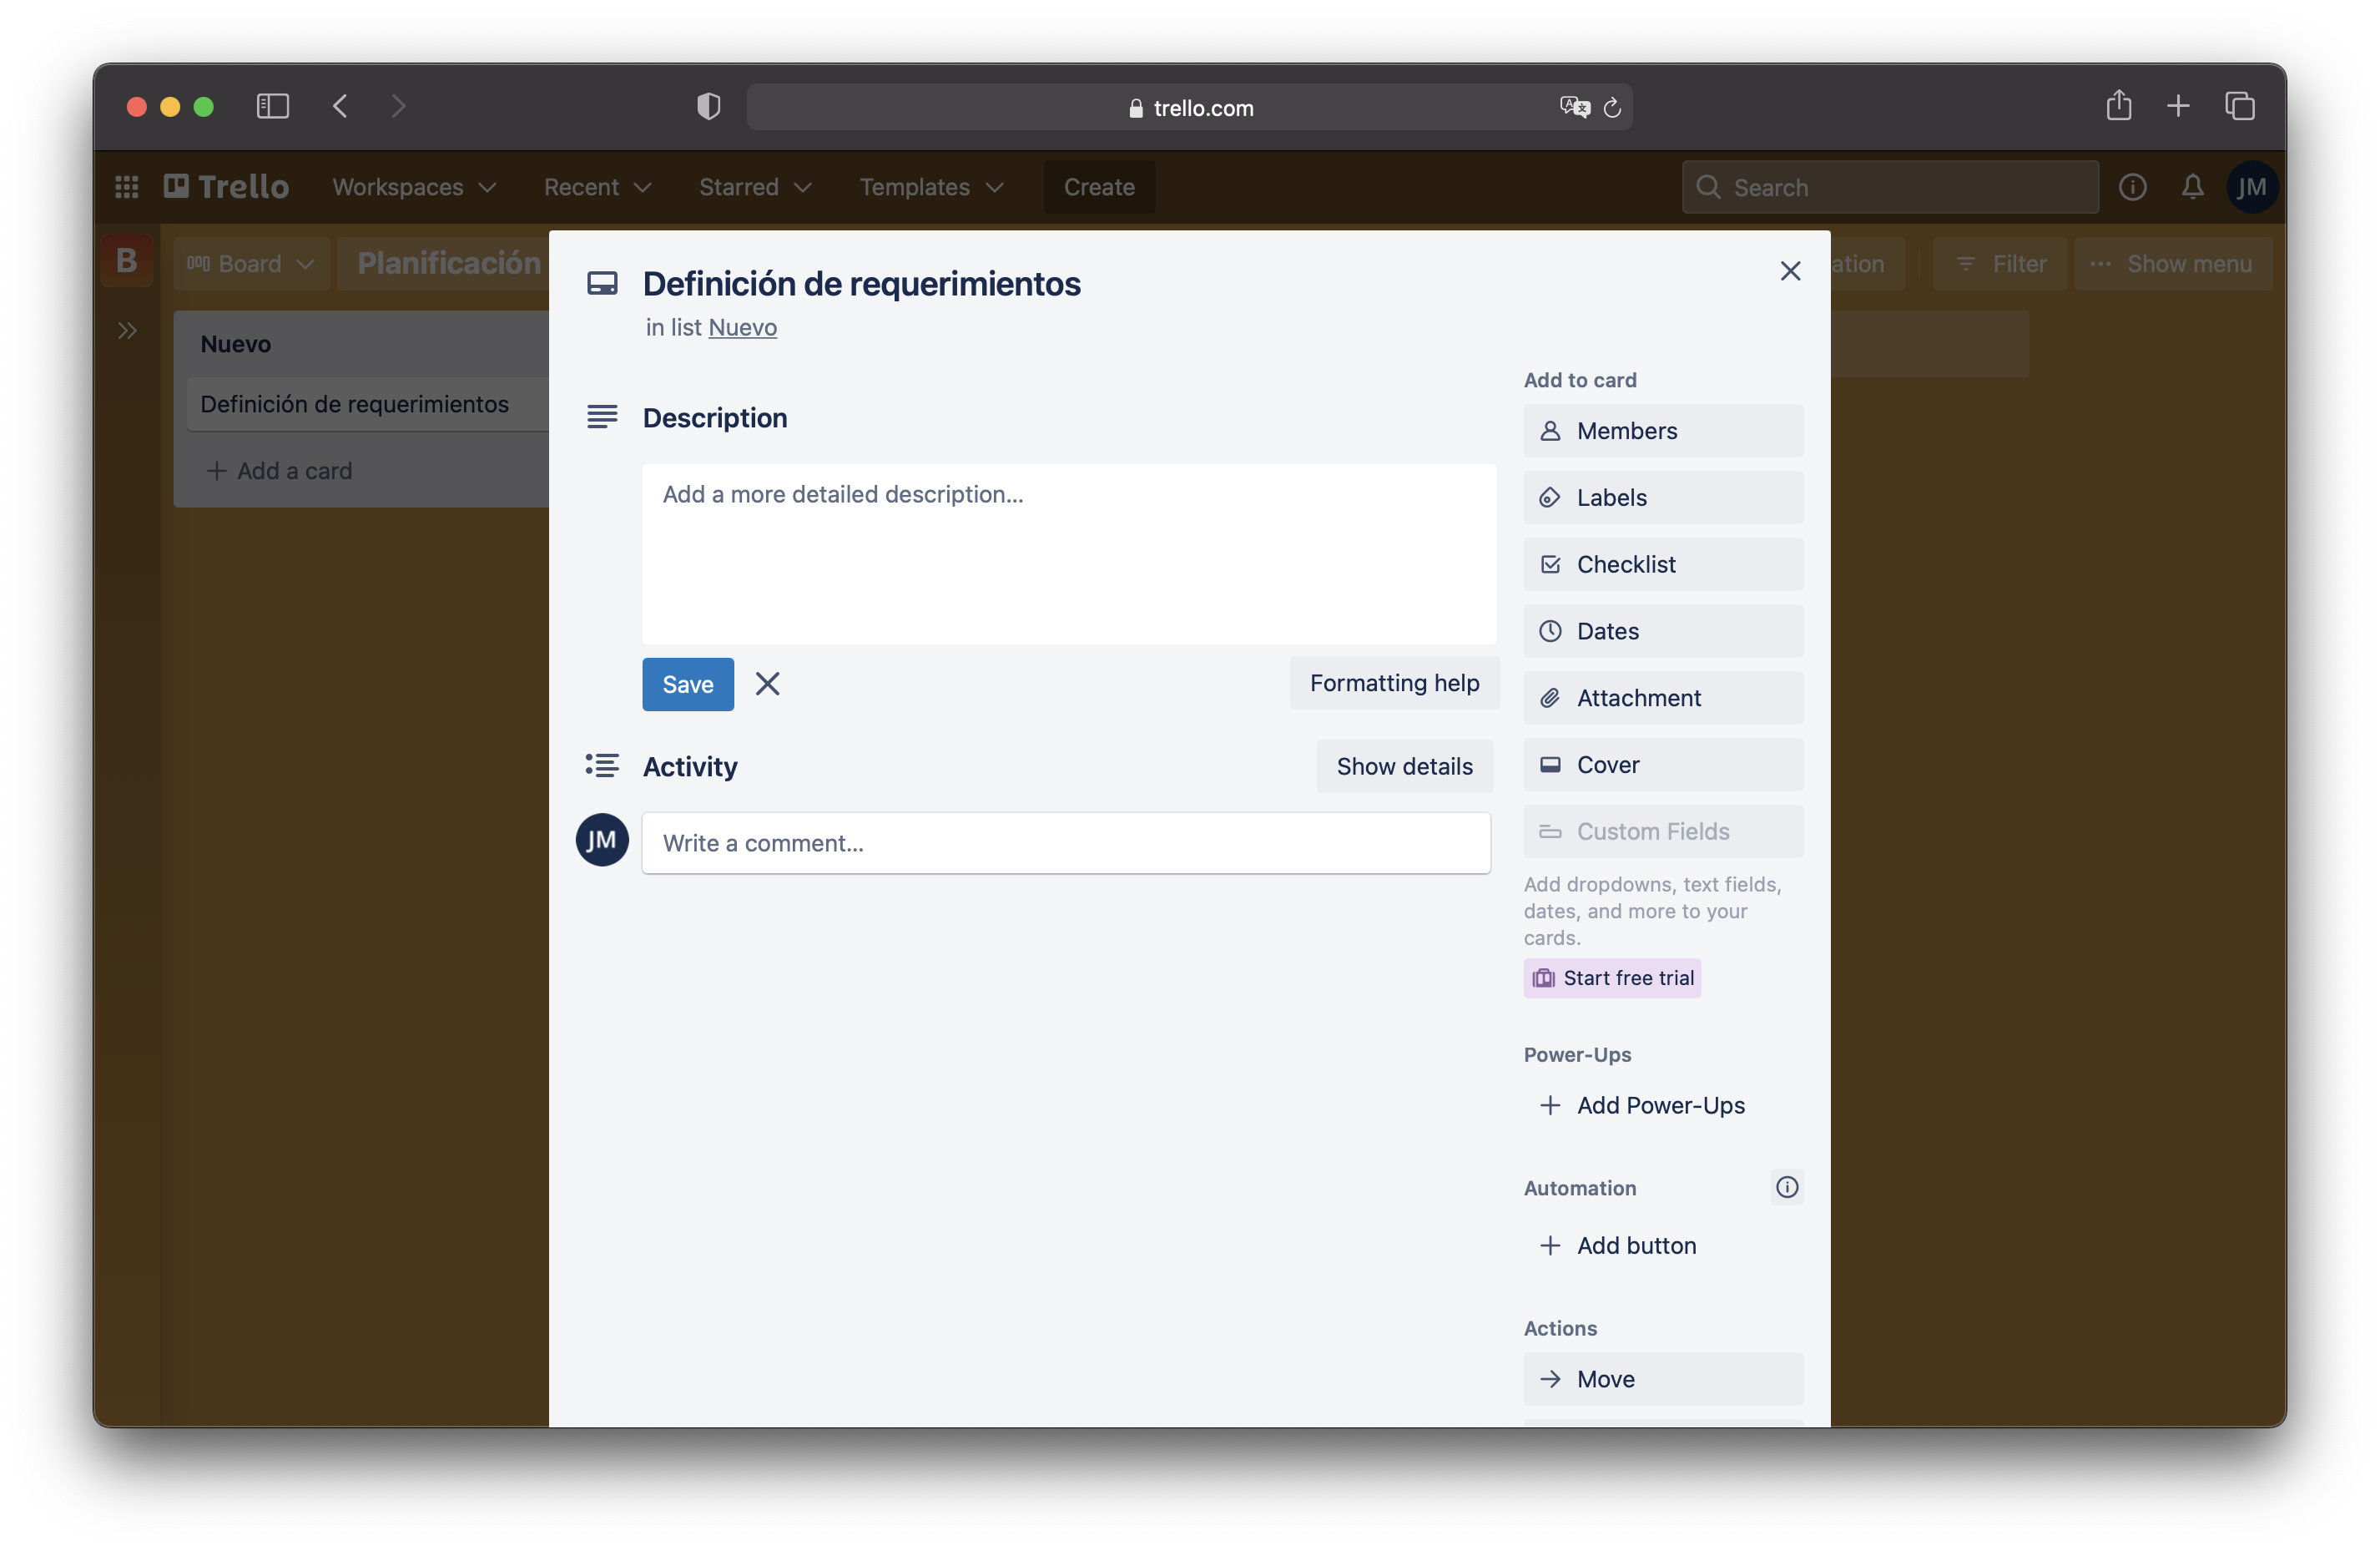 trello.com
Trello
Workspaces
Recent
Starred
Templates
Create
Search
JM
B
Board
Planificación
ation
Filter
Show menu
Nuevo
Definición de requerimientos
Add a card
Definición de requerimientos
in list Nuevo
Description
Add a more detailed description...
Save
Formatting help
Activity
Show details
JM
Write a comment...
Add to card
Members
Labels
Checklist
Dates
Attachment
Cover
Custom Fields
Add dropdowns, text fields,
dates, and more to your
cards.
Start free trial
Power-Ups
Add Power-Ups
Automation
Add button
Actions
Move